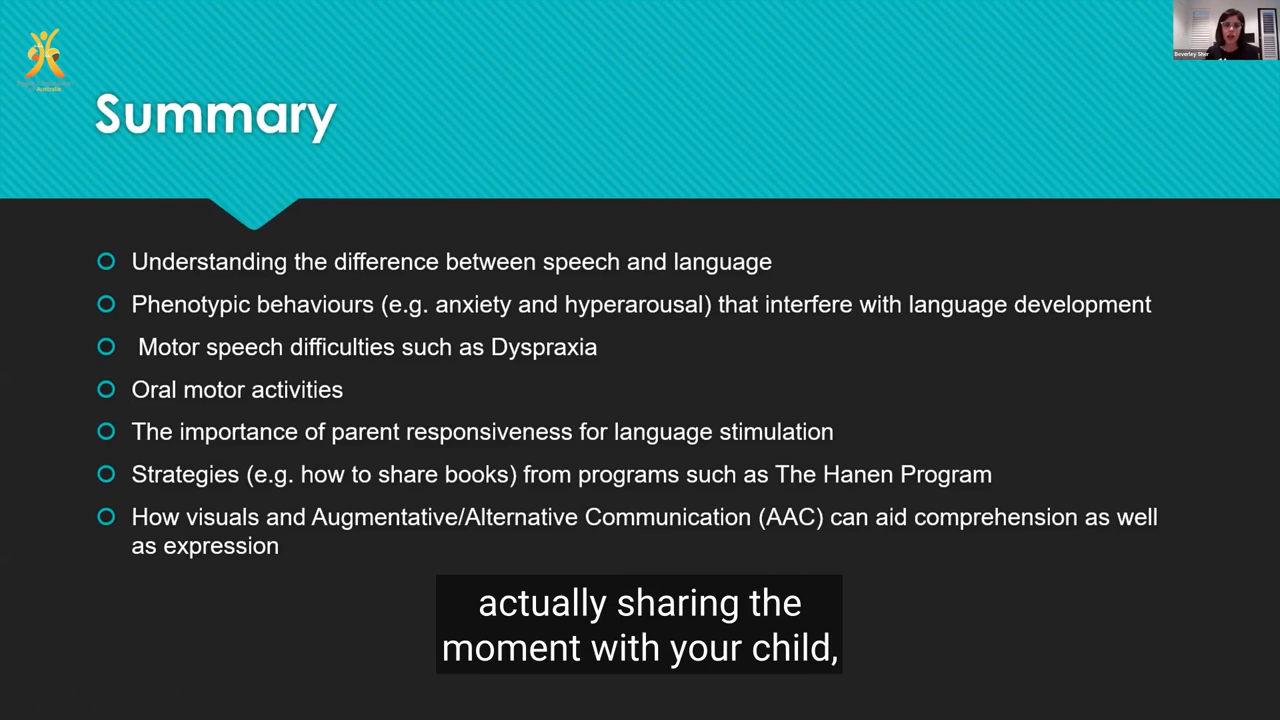 Beverley Sher
Australia
Summary
Understanding the difference between speech and language
Phenotypic behaviours (e.g. anxiety and hyperarousal) that interfere with language development
Motor speech difficulties such as Dyspraxia
Oral motor activities
The importance of parent responsiveness for language stimulation
Strategies (e.g. how to share books) from programs such as The Hanen Program
How visuals and Augmentative/Alternative Communication (AAC) can aid comprehension as well
as expression
actually sharing the
moment with your child,